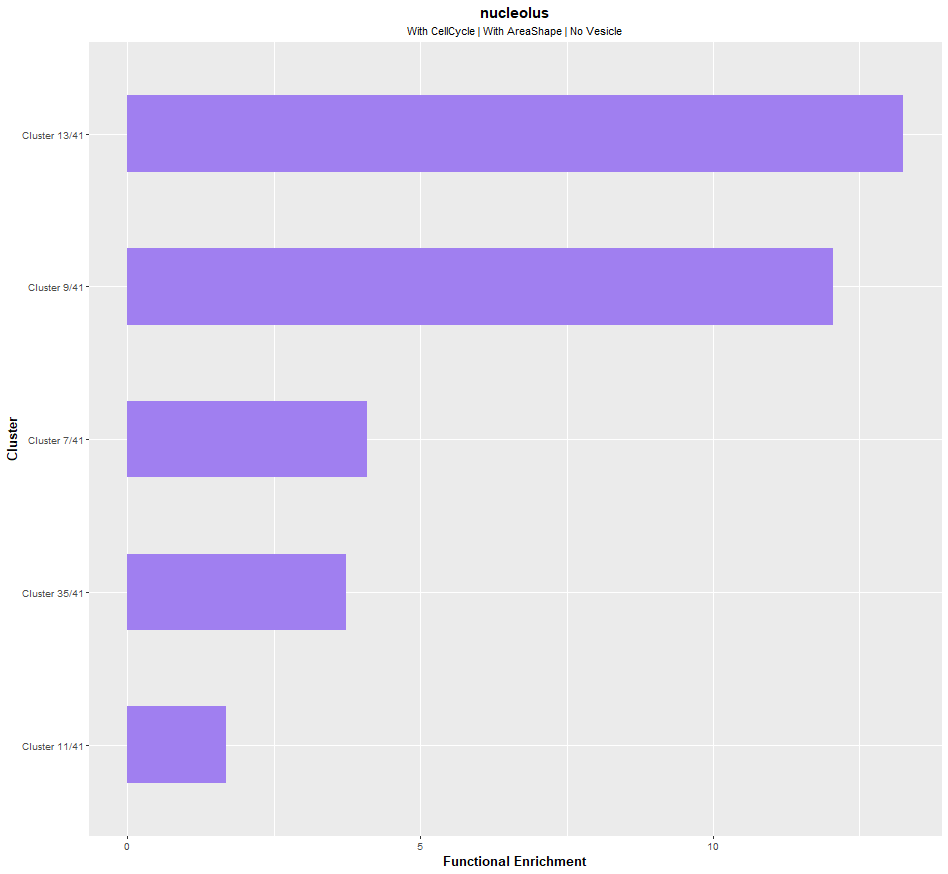 nucleolus
With CellCycle | With AreaShape | No Vesicle
Cluster
Cluster 13/41
Cluster 9/41
Cluster 7/41
Cluster 35/41
Cluster 11/41
0 5 10
Functional Enrichment